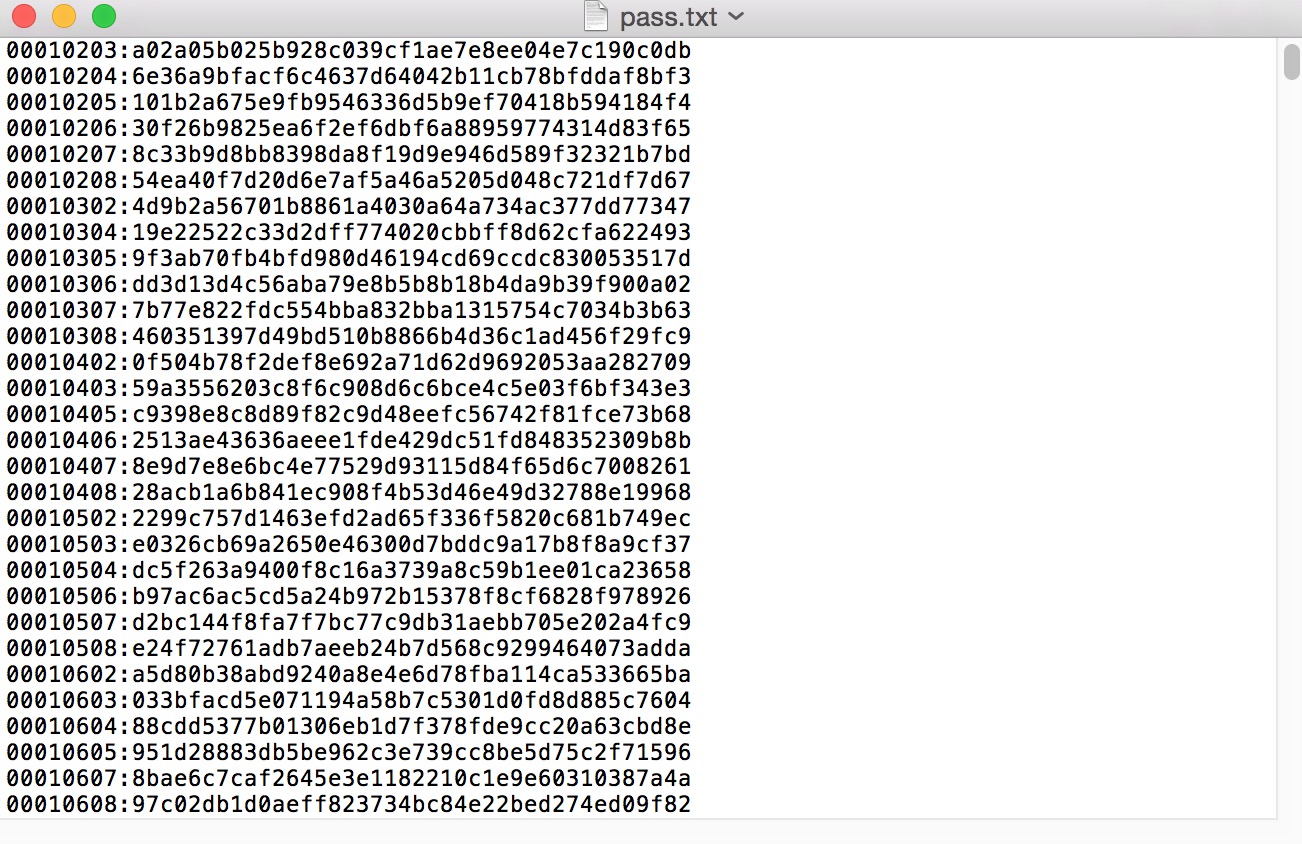 pass.txt
00010203:a02a05b025b928c039cf1ae7e8ee04e7c190c0db
00010204:6e36a9bfacf6c4637d64042b11cb78bfddaf8bf3
00010205:101b2a675e9fb9546336d5b9ef70418b594184f4
00010206:30f26b9825ea6f2ef6dbf6a88959774314d83f65
00010207:8c33b9d8bb8398da8f19d9e946d589f32321b7bd
00010208:54ea40f7d20d6e7af5a46a5205d048c721df7d67
00010302:4d9b2a56701b8861a4030a64a734ac377dd77347
00010304:19e22522c33d2dff774020cbbff8d62cfa622493
00010305:9f3ab70fb4bfd980d46194cd69ccdc830053517d
00010306:dd3d13d4c56aba79e8b5b8b18b4da9b39f900a02
00010307:7b77e822fdc554bba832bba1315754c7034b3b63
00010308:460351397d49bd510b8866b4d36c1ad456f29fc9
00010402:0f504b78f2def8e692a71d62d9692053aa282709
00010403:59a3556203c8f6c908d6c6bce4c5e03f6bf343e3
00010405:c9398e8c8d89f82c9d48eefc56742f81fce73b68
00010406:2513ae43636aeee1fde429dc51fd848352309b8b
00010407:8e9d7e8e6bc4e77529d93115d84f65d6c7008261
00010408:28acb1a6b841ec908f4b53d46e49d32788e19968
00010502:2299c757d1463efd2ad65f336f5820c681b749ec
00010503:e0326cb69a2650e46300d7bddc9a17b8f8a9cf37
00010504:dc5f263a9400f8c16a3739a8c59b1ee01ca23658
00010506:b97ac6ac5cd5a24b972b15378f8cf6828f978926
00010507:d2bc144f8fa7f7bc77c9db31aebb705e202a4fc9
00010508:e24f72761adb7aeeb24b7d568c9299464073adda
00010602:a5d80b38abd9240a8e4e6d78fba114ca533665ba
00010603:033bfacd5e071194a58b7c5301d0fd8d885c7604
00010604:88cdd5377b01306eb1d7f378fde9cc20a63cbd8e
00010605:951d28883db5be962c3e739cc8be5d75c2f71596
00010607:8bae6c7caf2645e3e1182210c1e9e60310387a4a
00010608:97c02db1d0aeff823734bc84e22bed274ed09f82